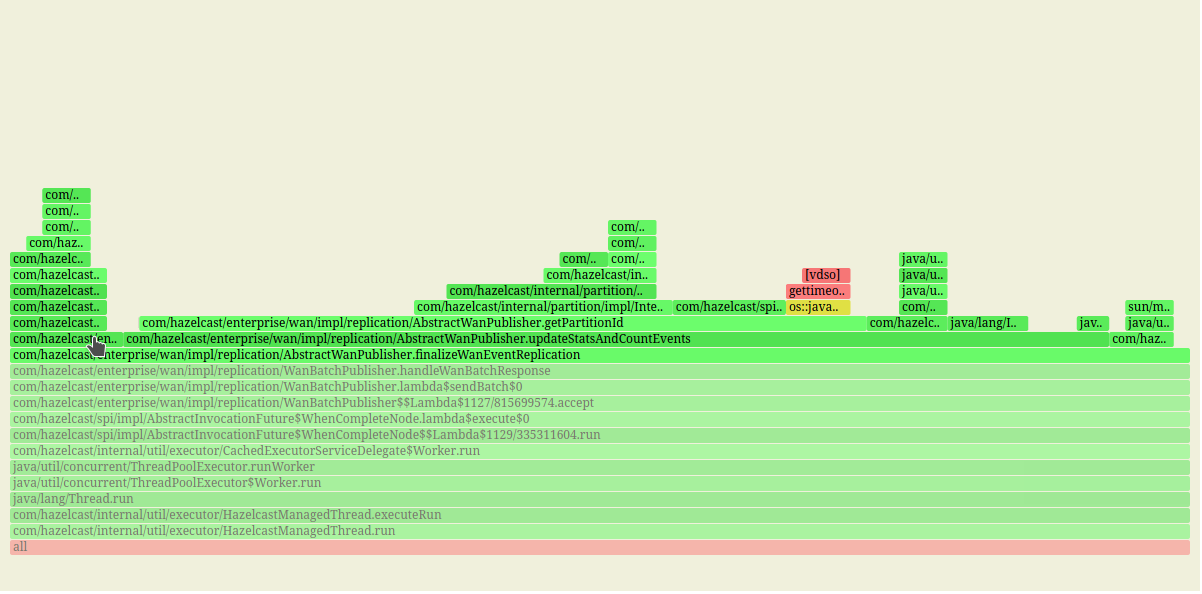 com/..
com/..
com/.. com/..
com/haz.. com/..
com/hazelc.. com/.. com/.. java/u..
com/hazelcast.. com/hazelcast/in.. [vdso] java/u..
com/hazelcast.. com/hazelcast/internal/partition/.. gettimeo.. java/u..
com/hazelcast.. com/hazelcast/internal/partition/impl/Inte.. com/hazelcast/spi.. os::java.. com/.. sun/m..
com/hazelcast.. com/hazelcast/enterprise/wan/impl/replication/AbstractWanPublisher.getPartitionId com/hazelc.. java/lang/I.. jav.. java/u..
com/hazelcast/en.. com/hazelcast/enterprise/wan/impl/replication/AbstractWanPublisher.updateStatsAndCountEvents com/haz..
com/hazelcast/enterprise/wan/impl/replication/AbstractWanPublisher.finalizeWanEventReplication
com/hazelcast/enterprise/wan/impl/replication/WanBatchPublisher.handleWanBatchResponse
com/hazelcast/enterprise/wan/impl/replication/WanBatchPublisher.lambda$sendBatch$0
com/hazelcast/enterprise/wan/impl/replication/WanBatchPublisher$$Lambda$1127/815699574.accept
com/hazelcast/spi/impl/AbstractInvocationFuture$WhenCompleteNode.lambda$execute$0
com/hazelcast/spi/impl/AbstractInvocationFuture$WhenCompleteNode$$Lambda$1129/335311604.run
com/hazelcast/internal/util/executor/CachedExecutorServiceDelegate$Worker.run
java/util/concurrent/ThreadPoolExecutor.runWorker
java/util/concurrent/ThreadPoolExecutor$Worker.run
java/lang/Thread.run
com/hazelcast/internal/util/executor/HazelcastManagedThread.executeRun
com/hazelcast/internal/util/executor/HazelcastManagedThread.run
all